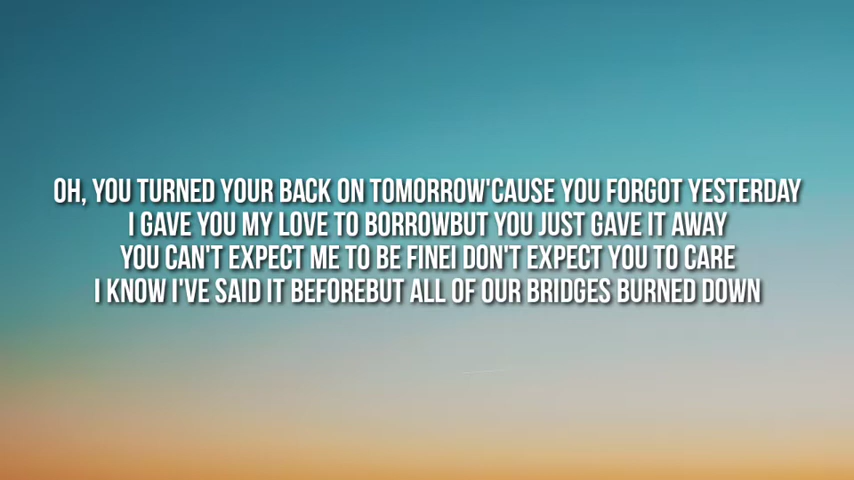 OH, YOU TURNED YOUR BACK ON TOMORROW'CAUSE YOU FORGOT YESTERDAY
I GAVE YOU MY LOVE TO BORROWBUT YOU JUST GAVE IT AWAY
YOU CAN'T EXPECT ME TO BE FINEI DON'T EXPECT YOU TO CARE
I KNOW I'VE SAID IT BEFOREBUT ALL OF OUR BRIDGES BURNED DOWN